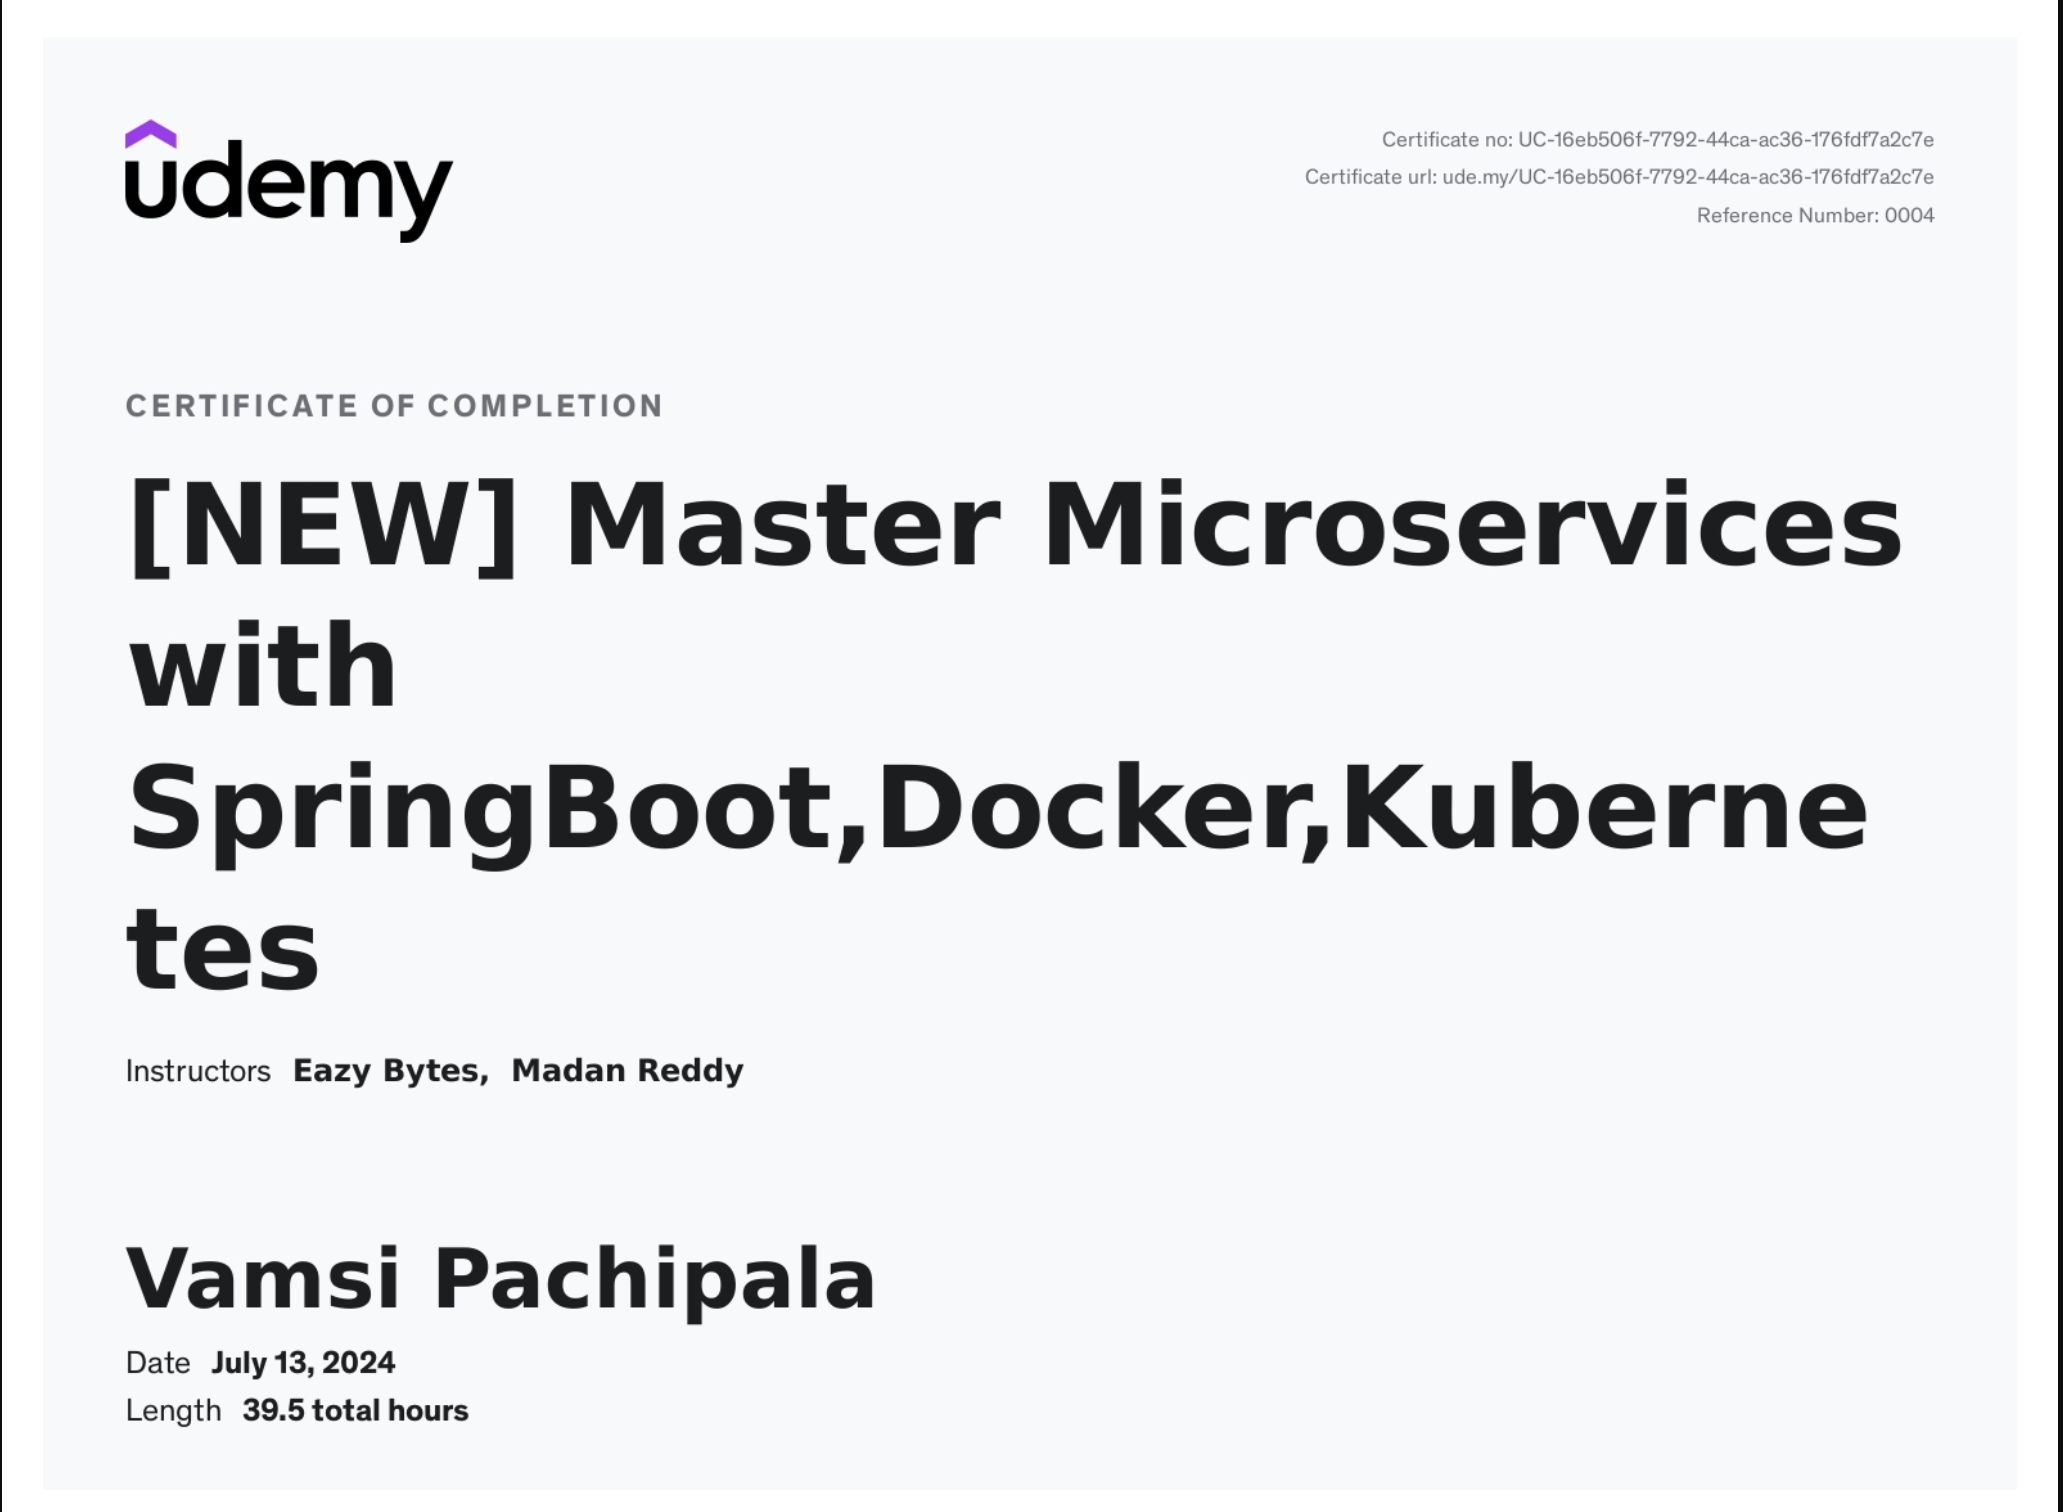 udemy
Certificate no: UC-16eb506f-7792-44ca-ac36-176fdf7a2c7e
Certificate url: ude.my/UC-16eb506f-7792-44ca-ac36-176fdf7a2c7e
Reference Number: 0004
CERTIFICATE OF COMPLETION
[NEW] Master Microservices
with
SpringBoot,Docker,Kuberne
tes
Instructors Eazy Bytes, Madan Reddy
Vamsi Pachipala
Date July 13, 2024
Length 39.5 total hours